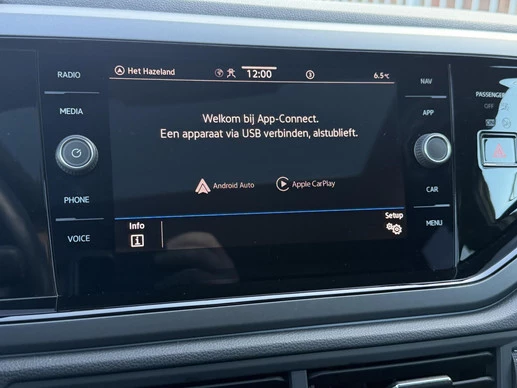 RADIO
MEDIA
PHONE
VOICE
Het Hazeland 12:00 6.5°C
Welkom bij App-Connect.
Een apparaat via USB verbinden, alstublieft.
Android Auto Apple CarPlay
Info
Setup
NAV
APP
CAR
MENU
PASSENGER
OFF